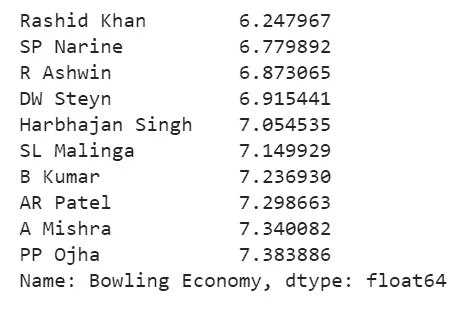 Rashid Khan 6.247967
SP Narine 6.779892
R Ashwin 6.873065
DW Steyn 6.915441
Harbhajan Singh 7.054535
SL Malinga 7.149929
B Kumar 7.236930
AR Patel 7.298663
A Mishra 7.340082
PP Ojha 7.383886
Name: Bowling Economy, dtype: float64